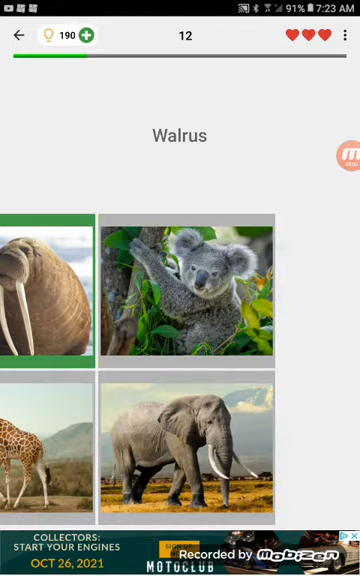 91% 7:23 AM
190 12
Walrus
COLLECTORS:
START YOUR ENGINES
OCT 26, 2021
MOTOCLUB
Recorded by Mobizen